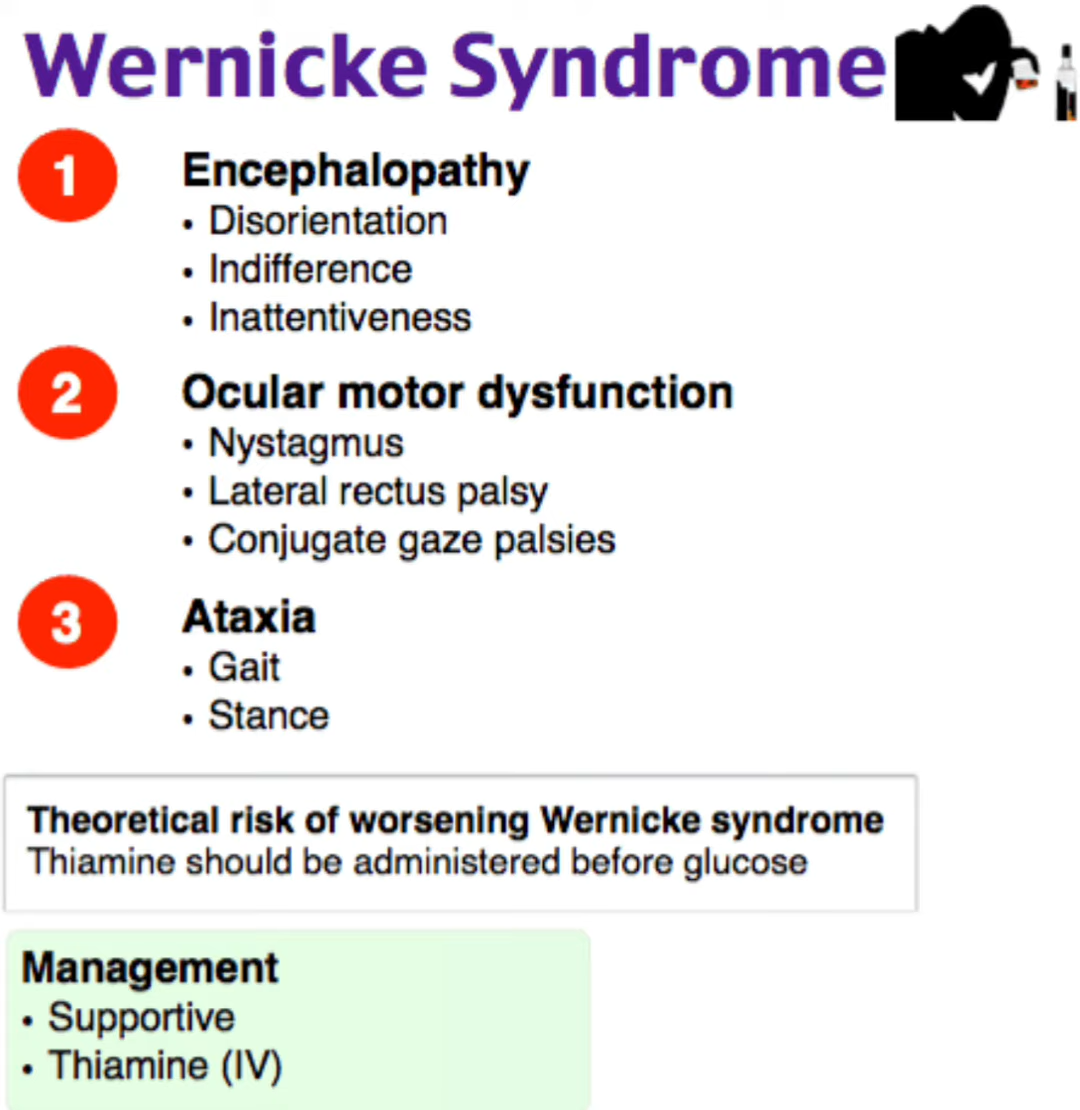 Wernicke Syndrome
1
Encephalopathy
• Disorientation
• Indifference
• Inattentiveness
2
Ocular motor dysfunction
• Nystagmus
• Lateral rectus palsy
• Conjugate gaze palsies
3
Ataxia
• Gait
• Stance
Theoretical risk of worsening Wernicke syndrome
Thiamine should be administered before glucose
Management
• Supportive
• Thiamine (IV)